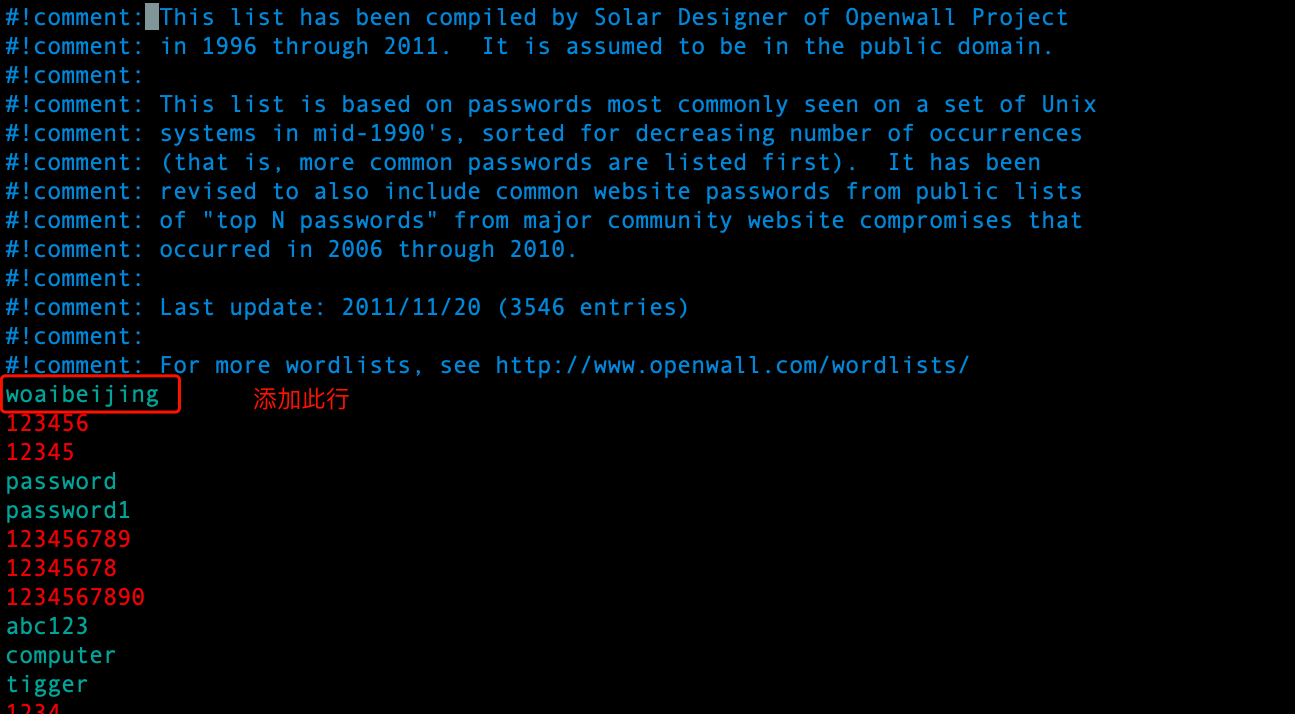 #!comment: This list has been compiled by Solar Designer of Openwall Project
#!comment: in 1996 through 2011.  It is assumed to be in the public domain.
#!comment:
#!comment: This list is based on passwords most commonly seen on a set of Unix
#!comment: systems in mid-1990's, sorted for decreasing number of occurrences
#!comment: (that is, more common passwords are listed first).  It has been
#!comment: revised to also include common website passwords from public lists
#!comment: of "top N passwords" from major community website compromises that
#!comment: occurred in 2006 through 2010.
#!comment:
#!comment: Last update: 2011/11/20 (3546 entries)
#!comment:
#!comment: For more wordlists, see http://www.openwall.com/wordlists/
woaibeijing 添加此行
123456
12345
password
password1
123456789
12345678
1234567890
abc123
computer
tigger
1234